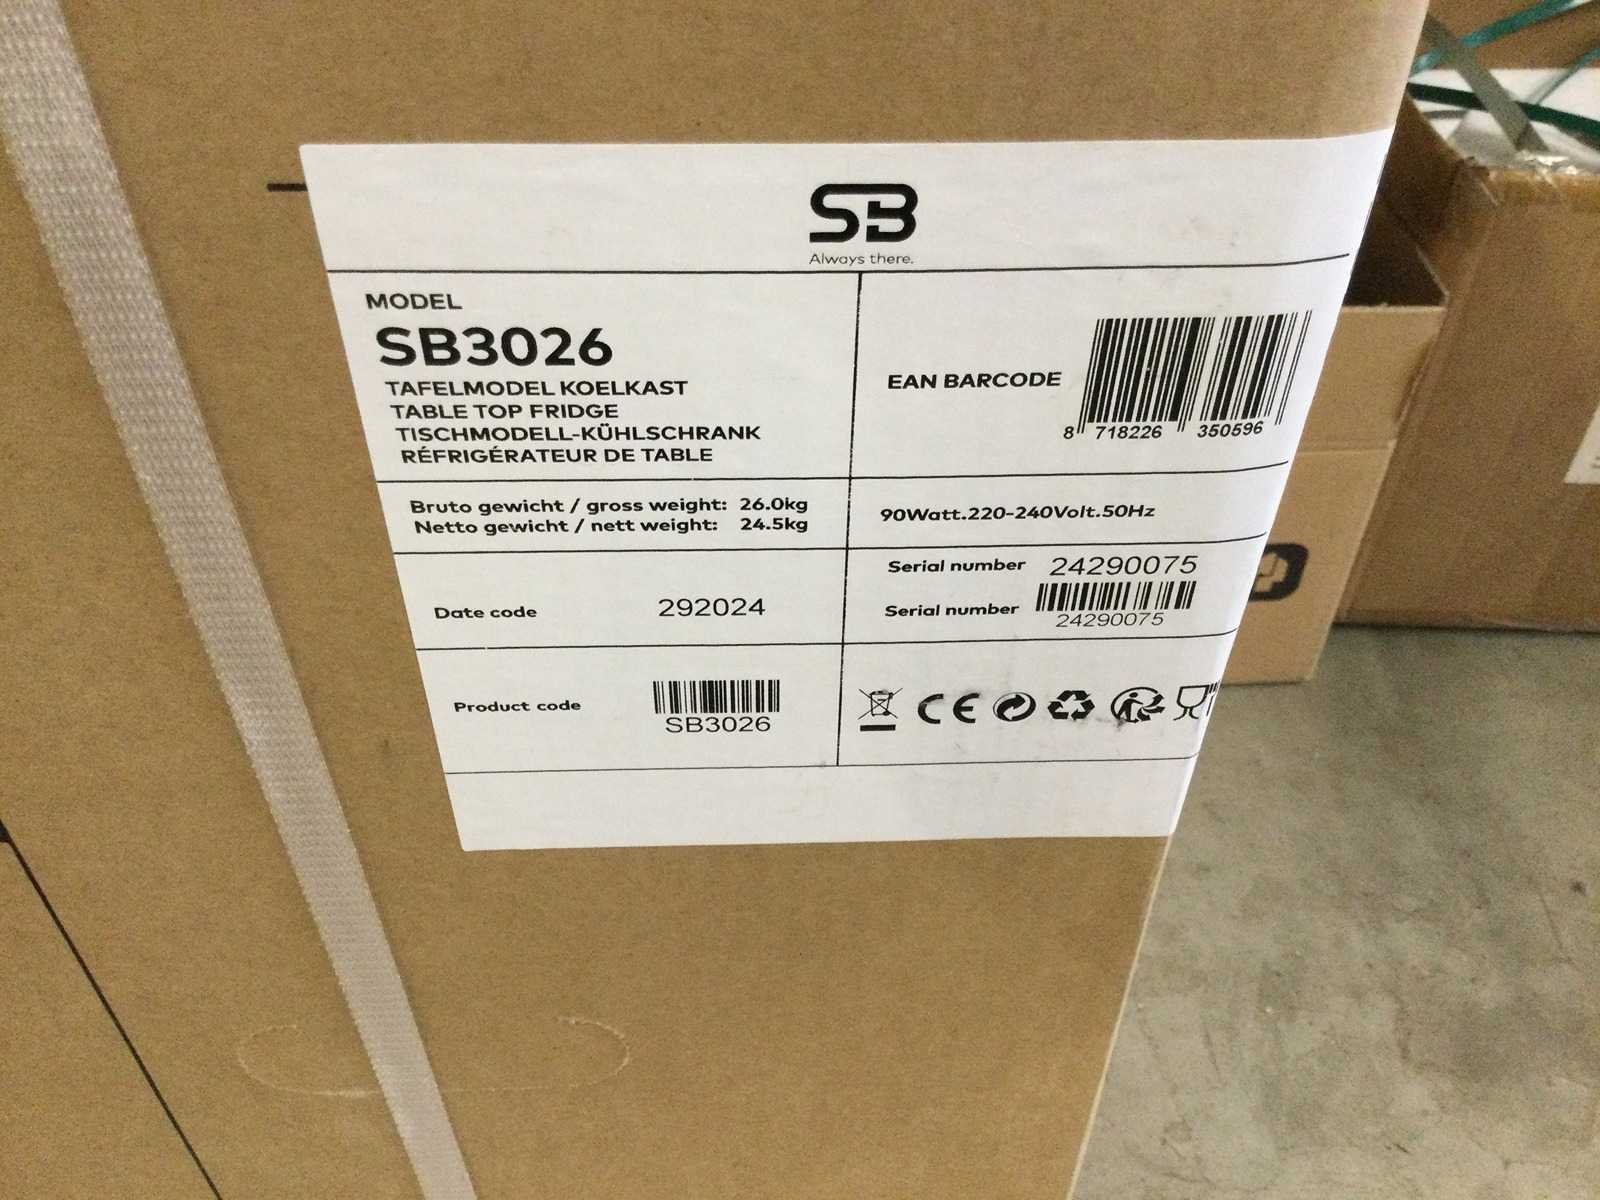 SB
Always there.
MODEL
SB3026
TAFELMODEL KOELKAST
TABLE TOP FRIDGE
TISCHMODELL-KÜHLSCHRANK
RÉFRIGÉRATEUR DE TABLE
EAN BARCODE
8 718226 350596
Bruto gewicht / gross weight: 26.0kg
Netto gewicht / nett weight: 24.5kg
90Watt.220-240Volt.50Hz
Date code 292024
Serial number 24290075
Serial number
24290075
Product code
SB3026
CE